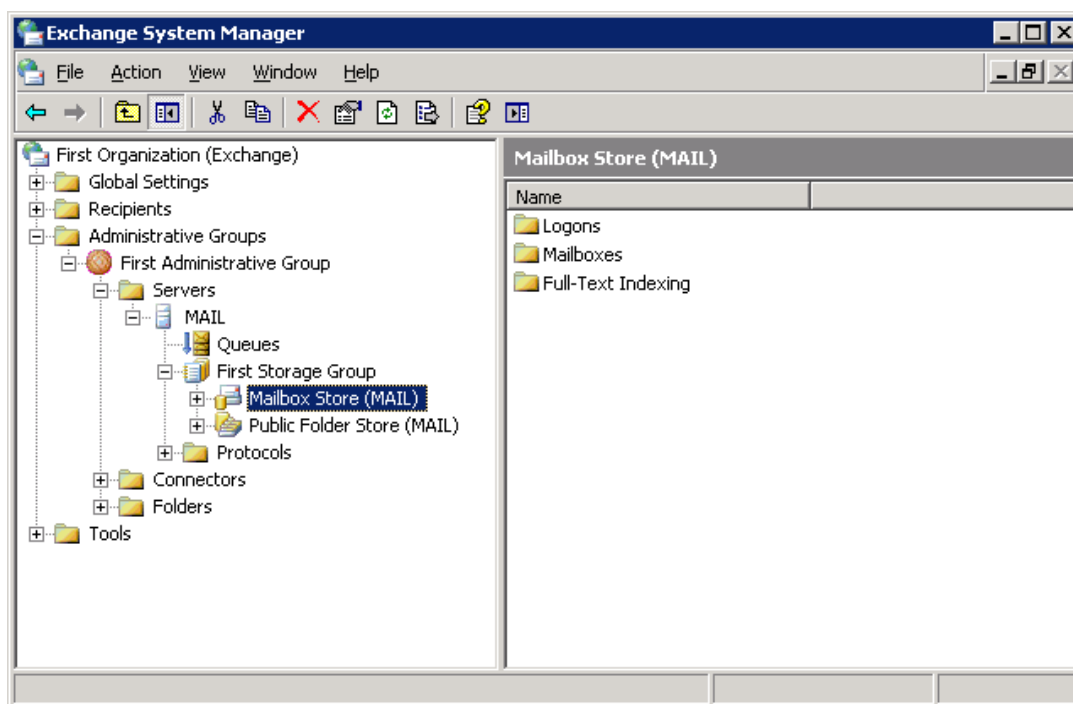 Exchange System Manager
File Action View Window Help
First Organization (Exchange)
Global Settings
Recipients
Administrative Groups
First Administrative Group
Servers
MAIL
Queues
First Storage Group
Mailbox Store (MAIL)
Public Folder Store (MAIL)
Protocols
Connectors
Folders
Tools
Mailbox Store (MAIL)
Name
Logons
Mailboxes
Full-Text Indexing